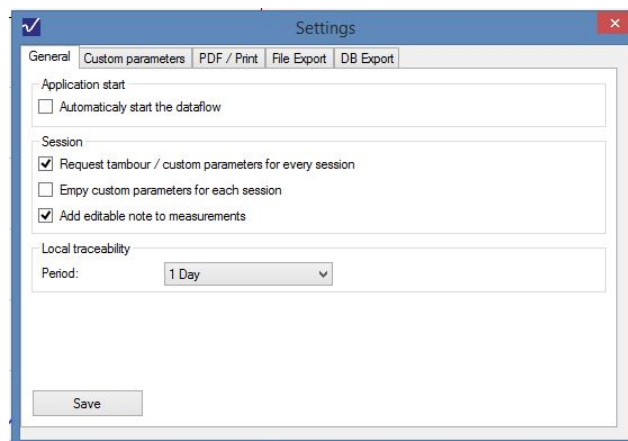 Settings
General Custom parameters PDF / Print File Export DB Export
Application start
Automaticaly start the dataflow
Session
Request tambour / custom parameters for every session
Empy custom parameters for each session
Add editable note to measurements
Local traceability
Period: 1 Day
Save